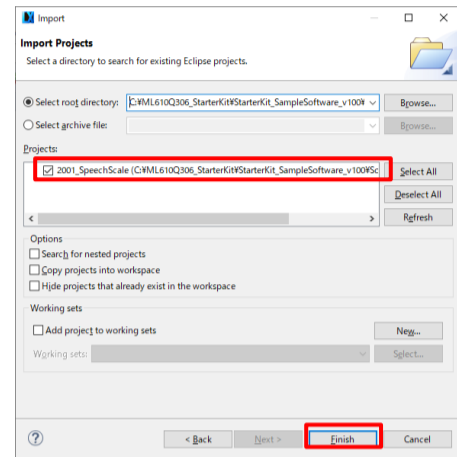 Import
Import Projects
Select a directory to search for existing Eclipse projects.
Select root directory: C:¥ML610Q306_StarterKit¥StarterKit_SampleSoftware_v100¥ Browse...
Select archive file: Browse...
Projects:
2001_SpeechScale (C:¥ML610Q306_StarterKit¥StarterKit_SampleSoftware_v100¥Sc Select All
Deselect All
Refresh
Options
Search for nested projects
Copy projects into workspace
Hide projects that already exist in the workspace
Working sets
Add project to working sets New...
Working sets: Select...
? < Back Next > Finish Cancel